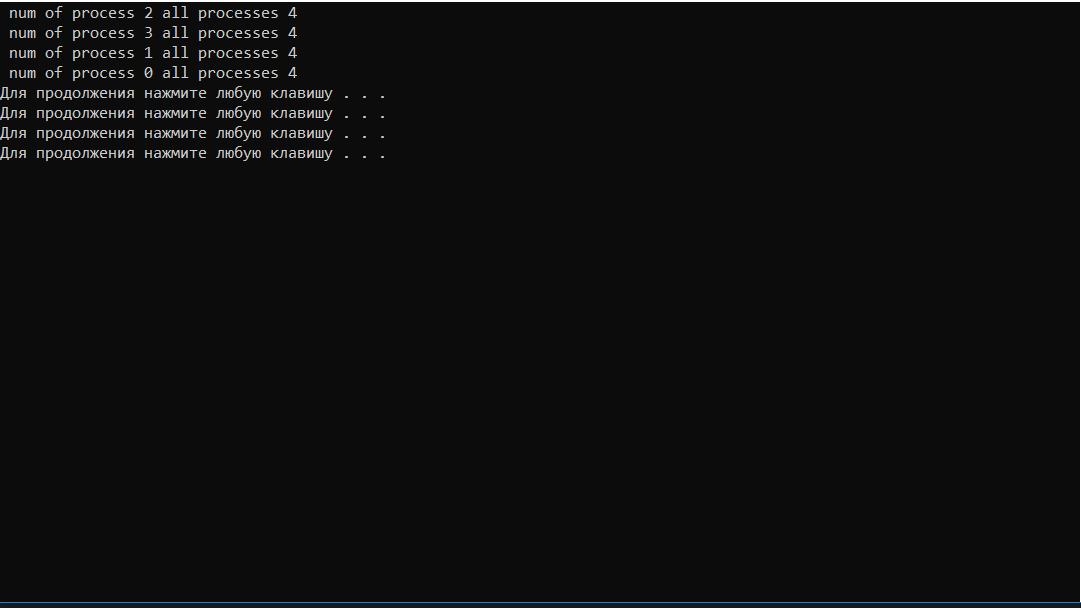 num of process 2 all processes 4
num of process 3 all processes 4
num of process 1 all processes 4
num of process 0 all processes 4
Для продолжения нажмите любую клавишу . . .
Для продолжения нажмите любую клавишу . . .
Для продолжения нажмите любую клавишу . . .
Для продолжения нажмите любую клавишу . . .